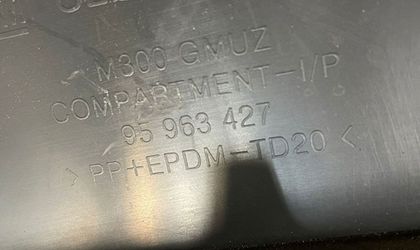 M300 GMUZ
COMPARTMENT-I/P
95 963 427
> PP+EPDM-TD20 <